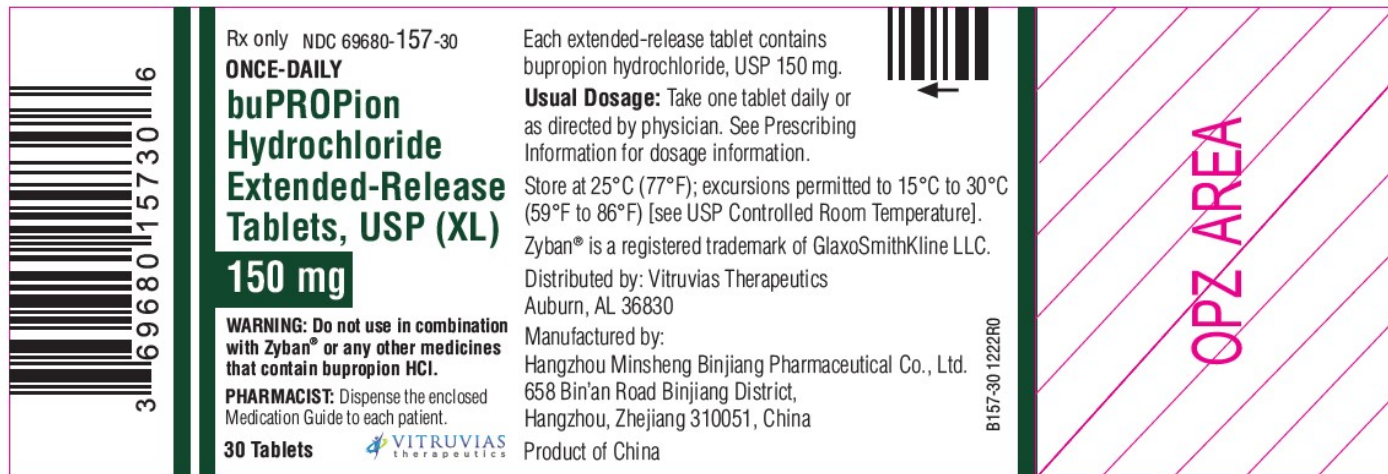 3 69680 15730 6
Rx only NDC 69680-157-30
ONCE-DAILY
buPROPion
Hydrochloride
Extended-Release
Tablets, USP (XL)
150 mg
WARNING: Do not use in combination
with Zyban® or any other medicines
that contain bupropion HCl.
PHARMACIST: Dispense the enclosed
Medication Guide to each patient.
30 Tablets
VITRUVIAS
therapeutics
Each extended-release tablet contains
bupropion hydrochloride, USP 150 mg.
Usual Dosage: Take one tablet daily or
as directed by physician. See Prescribing
Information for dosage information.
Store at 25°C (77°F); excursions permitted to 15°C to 30°C
(59°F to 86°F) [see USP Controlled Room Temperature].
Zyban® is a registered trademark of GlaxoSmithKline LLC.
Distributed by: Vitruvias Therapeutics
Auburn, AL 36830
Manufactured by:
Hangzhou Minsheng Binjiang Pharmaceutical Co., Ltd.
658 Bin'an Road Binjiang District,
Hangzhou, Zhejiang 310051, China
Product of China
B157-30 1222R0
OPZ AREA